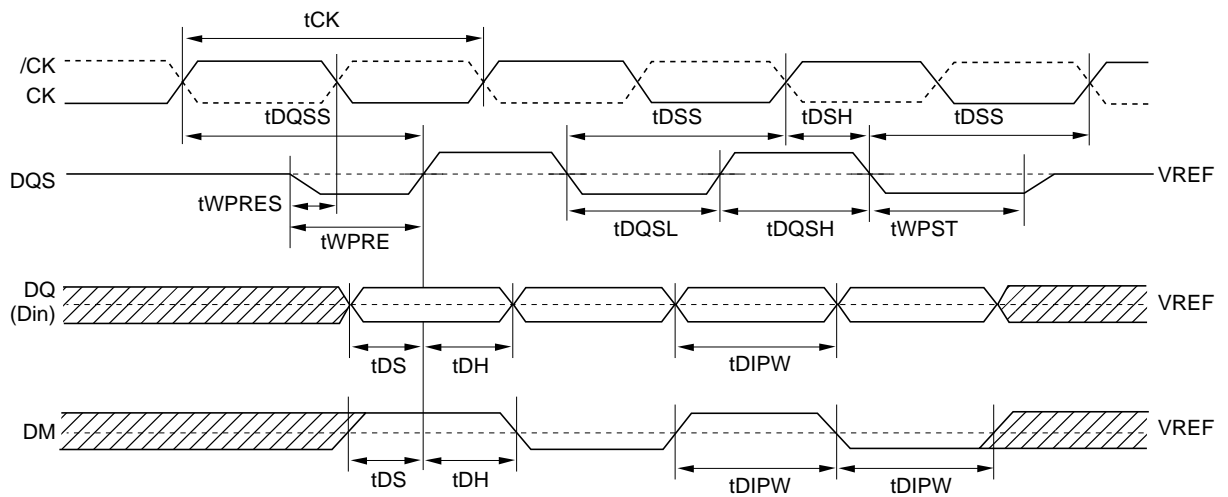 tCK
/CK
CK
tDQSS
tDSS
tDSH
tDSS
DQS
VREF
tWPRES
tWPRE
tDQSL
tDQSH
tWPST
DQ
(Din)
VREF
tDS
tDH
tDIPW
DM
VREF
tDS
tDH
tDIPW
tDIPW